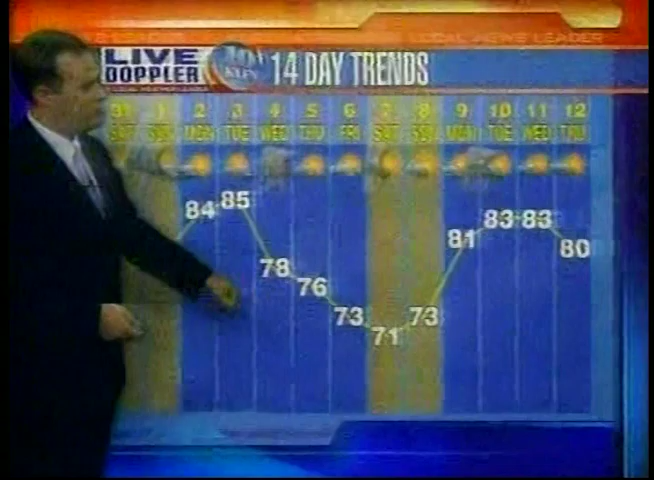 LOCAL NEWS LEADER
LIVE
DOPPLER 10
KLFY
14 DAY TRENDS
31 1 2 3 4 5 6 7 8 9 10 11 12
SAT SUN MON TUE WED THU FRI SAT SUN MON TUE WED THU
84 85 78 76 73 71 73 81 83 83 80